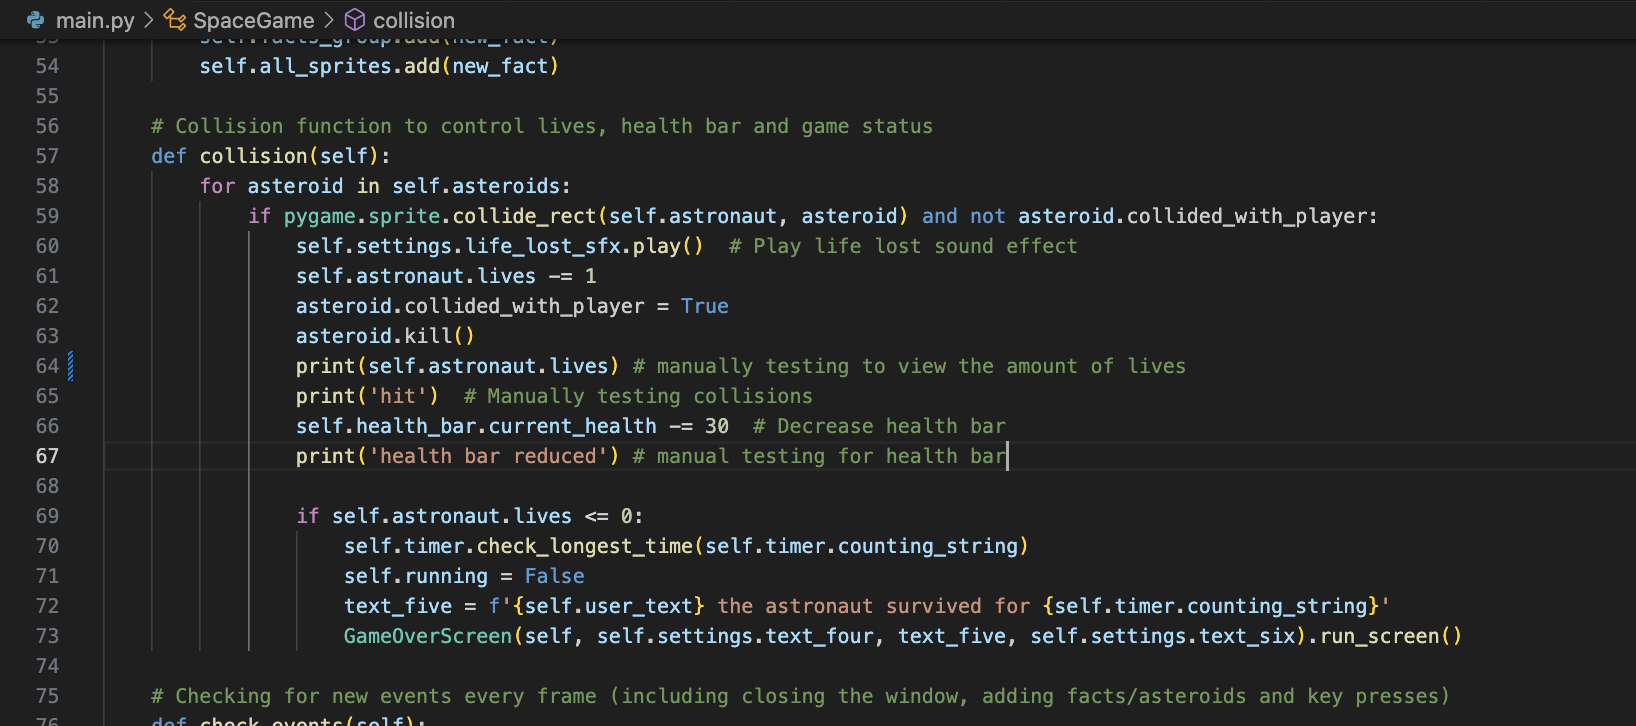 main.py > SpaceGame > collision
53 self.facts_group.add(new_fact)
54 self.all_sprites.add(new_fact)
55
56 # Collision function to control lives, health bar and game status
57 def collision(self):
58 for asteroid in self.asteroids:
59 if pygame.sprite.collide_rect(self.astronaut, asteroid) and not asteroid.collided_with_player:
60 self.settings.life_lost_sfx.play()  # Play life lost sound effect
61 self.astronaut.lives -= 1
62 asteroid.collided_with_player = True
63 asteroid.kill()
64 print(self.astronaut.lives) # manually testing to view the amount of lives
65 print('hit')  # Manually testing collisions
66 self.health_bar.current_health -= 30  # Decrease health bar
67 print('health bar reduced') # manual testing for health bar
68
69 if self.astronaut.lives <= 0:
70 self.timer.check_longest_time(self.timer.counting_string)
71 self.running = False
72 text_five = f'{self.user_text} the astronaut survived for {self.timer.counting_string}'
73 GameOverScreen(self, self.settings.text_four, text_five, self.settings.text_six).run_screen()
74
75 # Checking for new events every frame (including closing the window, adding facts/asteroids and key presses)
76 def check_events(self):